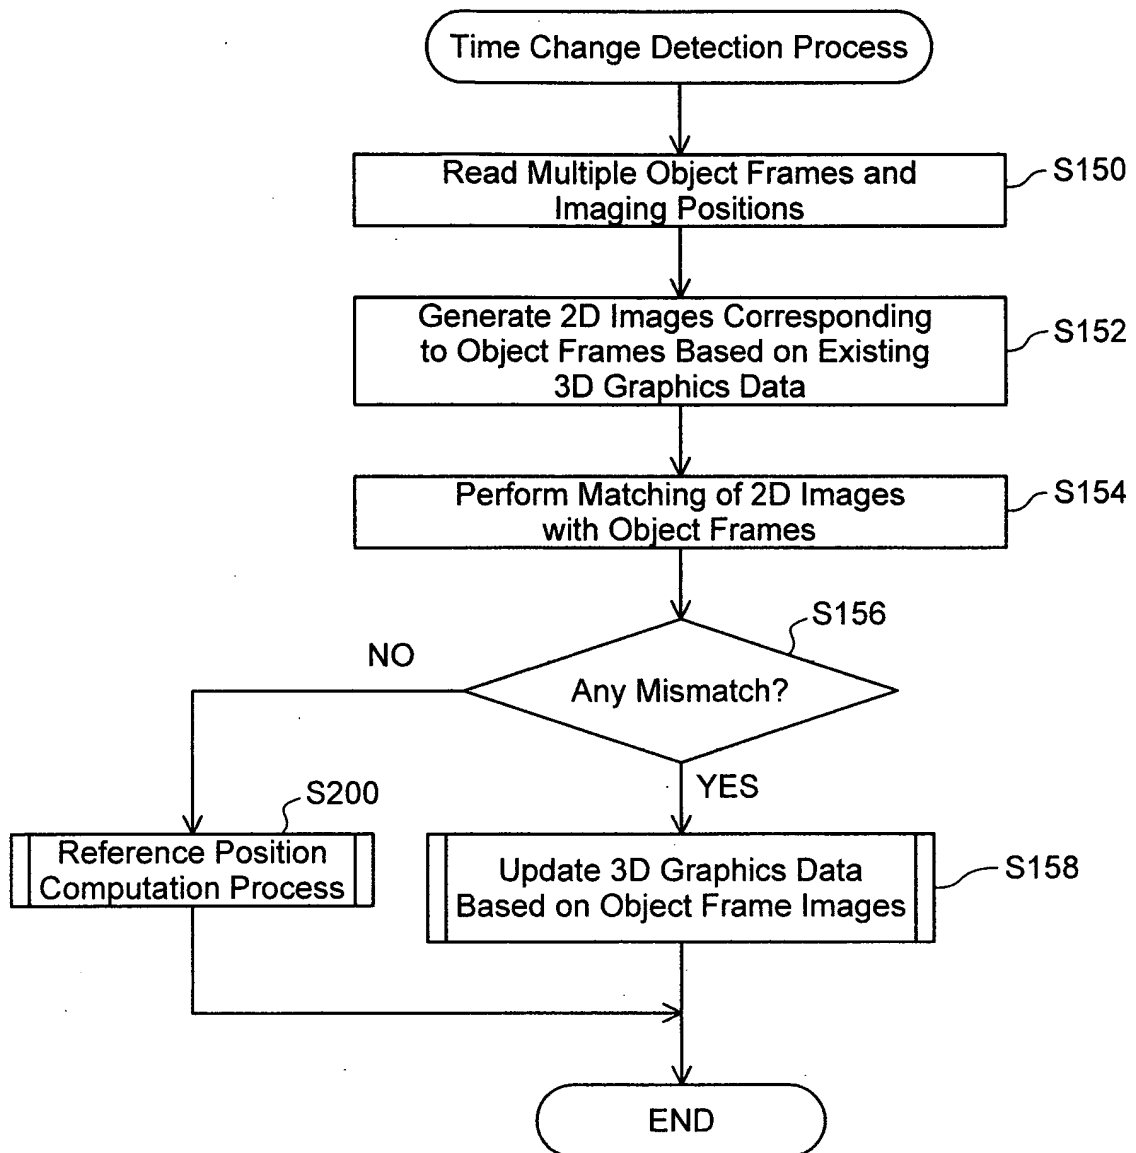 Time Change Detection Process
Read Multiple Object Frames and
Imaging Positions
S150
Generate 2D Images Corresponding
to Object Frames Based on Existing
3D Graphics Data
S152
Perform Matching of 2D Images
with Object Frames
S154
S156
Any Mismatch?
NO
YES
S200
Reference Position
Computation Process
Update 3D Graphics Data
Based on Object Frame Images
S158
END